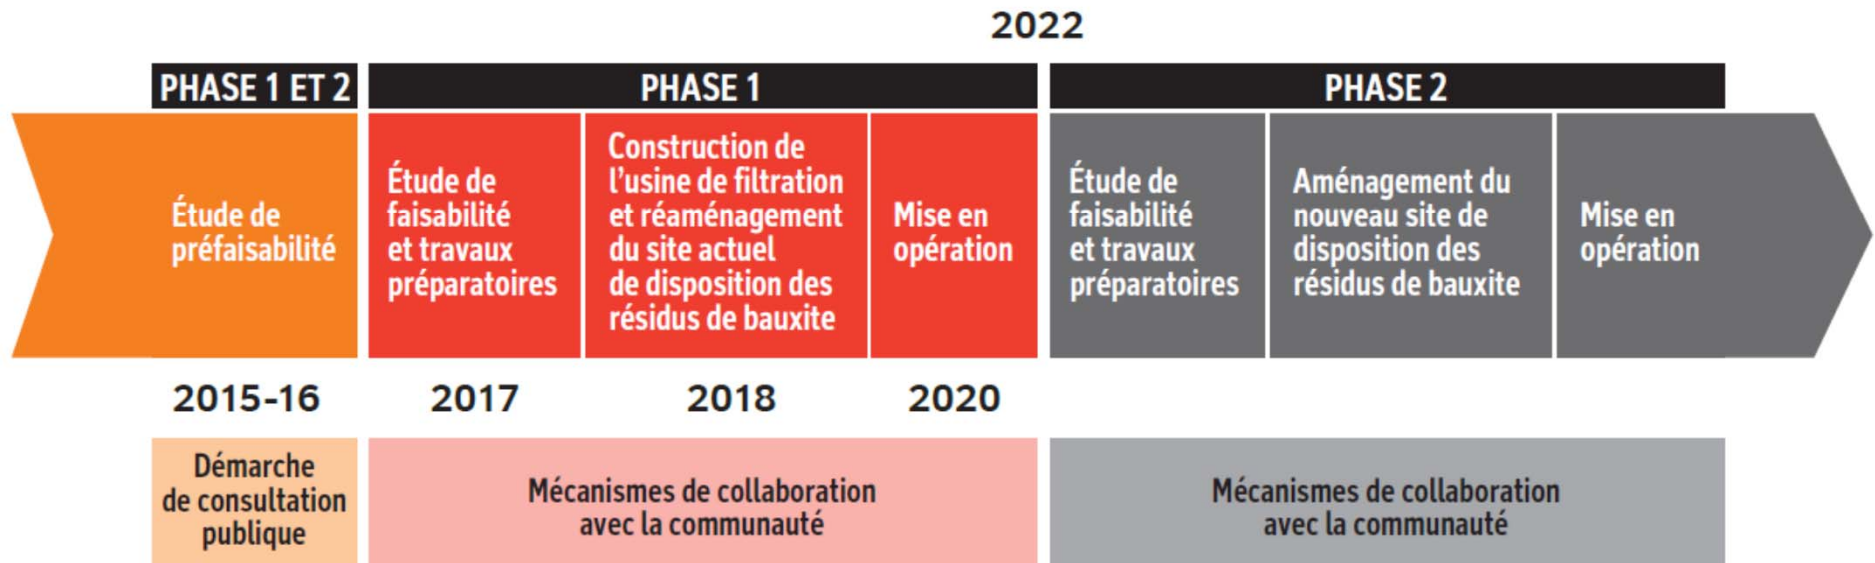 2022
PHASE 1 ET 2
PHASE 1
PHASE 2
Étude de
préfaisabilité
Étude de
faisabilité
et travaux
préparatoires
Construction de
l'usine de filtration
et réaménagement
du site actuel
de disposition des
résidus de bauxite
Mise en
opération
Étude de
faisabilité
et travaux
préparatoires
Aménagement du
nouveau site de
disposition des
résidus de bauxite
Mise en
opération
2015-16
2017
2018
2020
Démarche
de consultation
publique
Mécanismes de collaboration
avec la communauté
Mécanismes de collaboration
avec la communauté